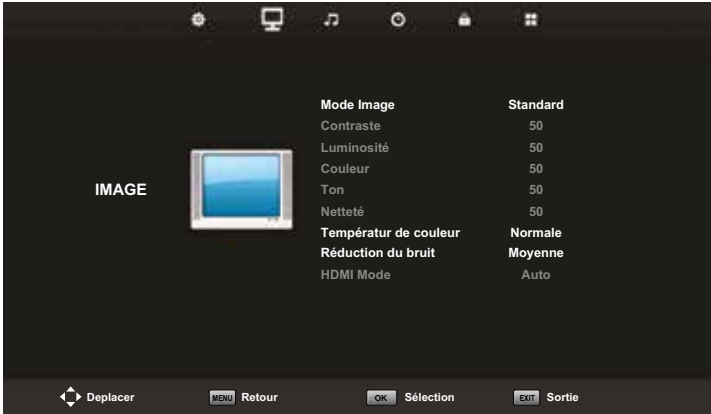 Mode Image Standard
Contraste 50
Luminosité 50
Couleur 50
IMAGE
Ton 50
Netteté 50
Températur de couleur Normale
Réduction du bruit Moyenne
HDMI Mode Auto
Deplacer MENU Retour OK Sélection EXIT Sortie